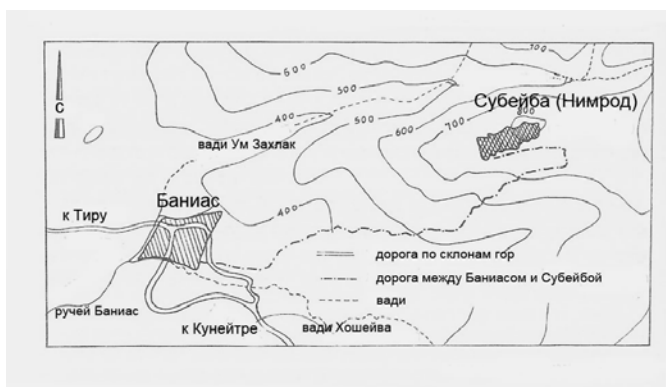 700
600
500
400
500
600
700
800
Субейба (Нимрод)
С
вади Ум Захлак
Баниас
400
к Тиру
дорога по склонам гор
дорога между Баниасом и Субейбой
вади
ручей Баниас
к Кунейтре
вади Хошейва